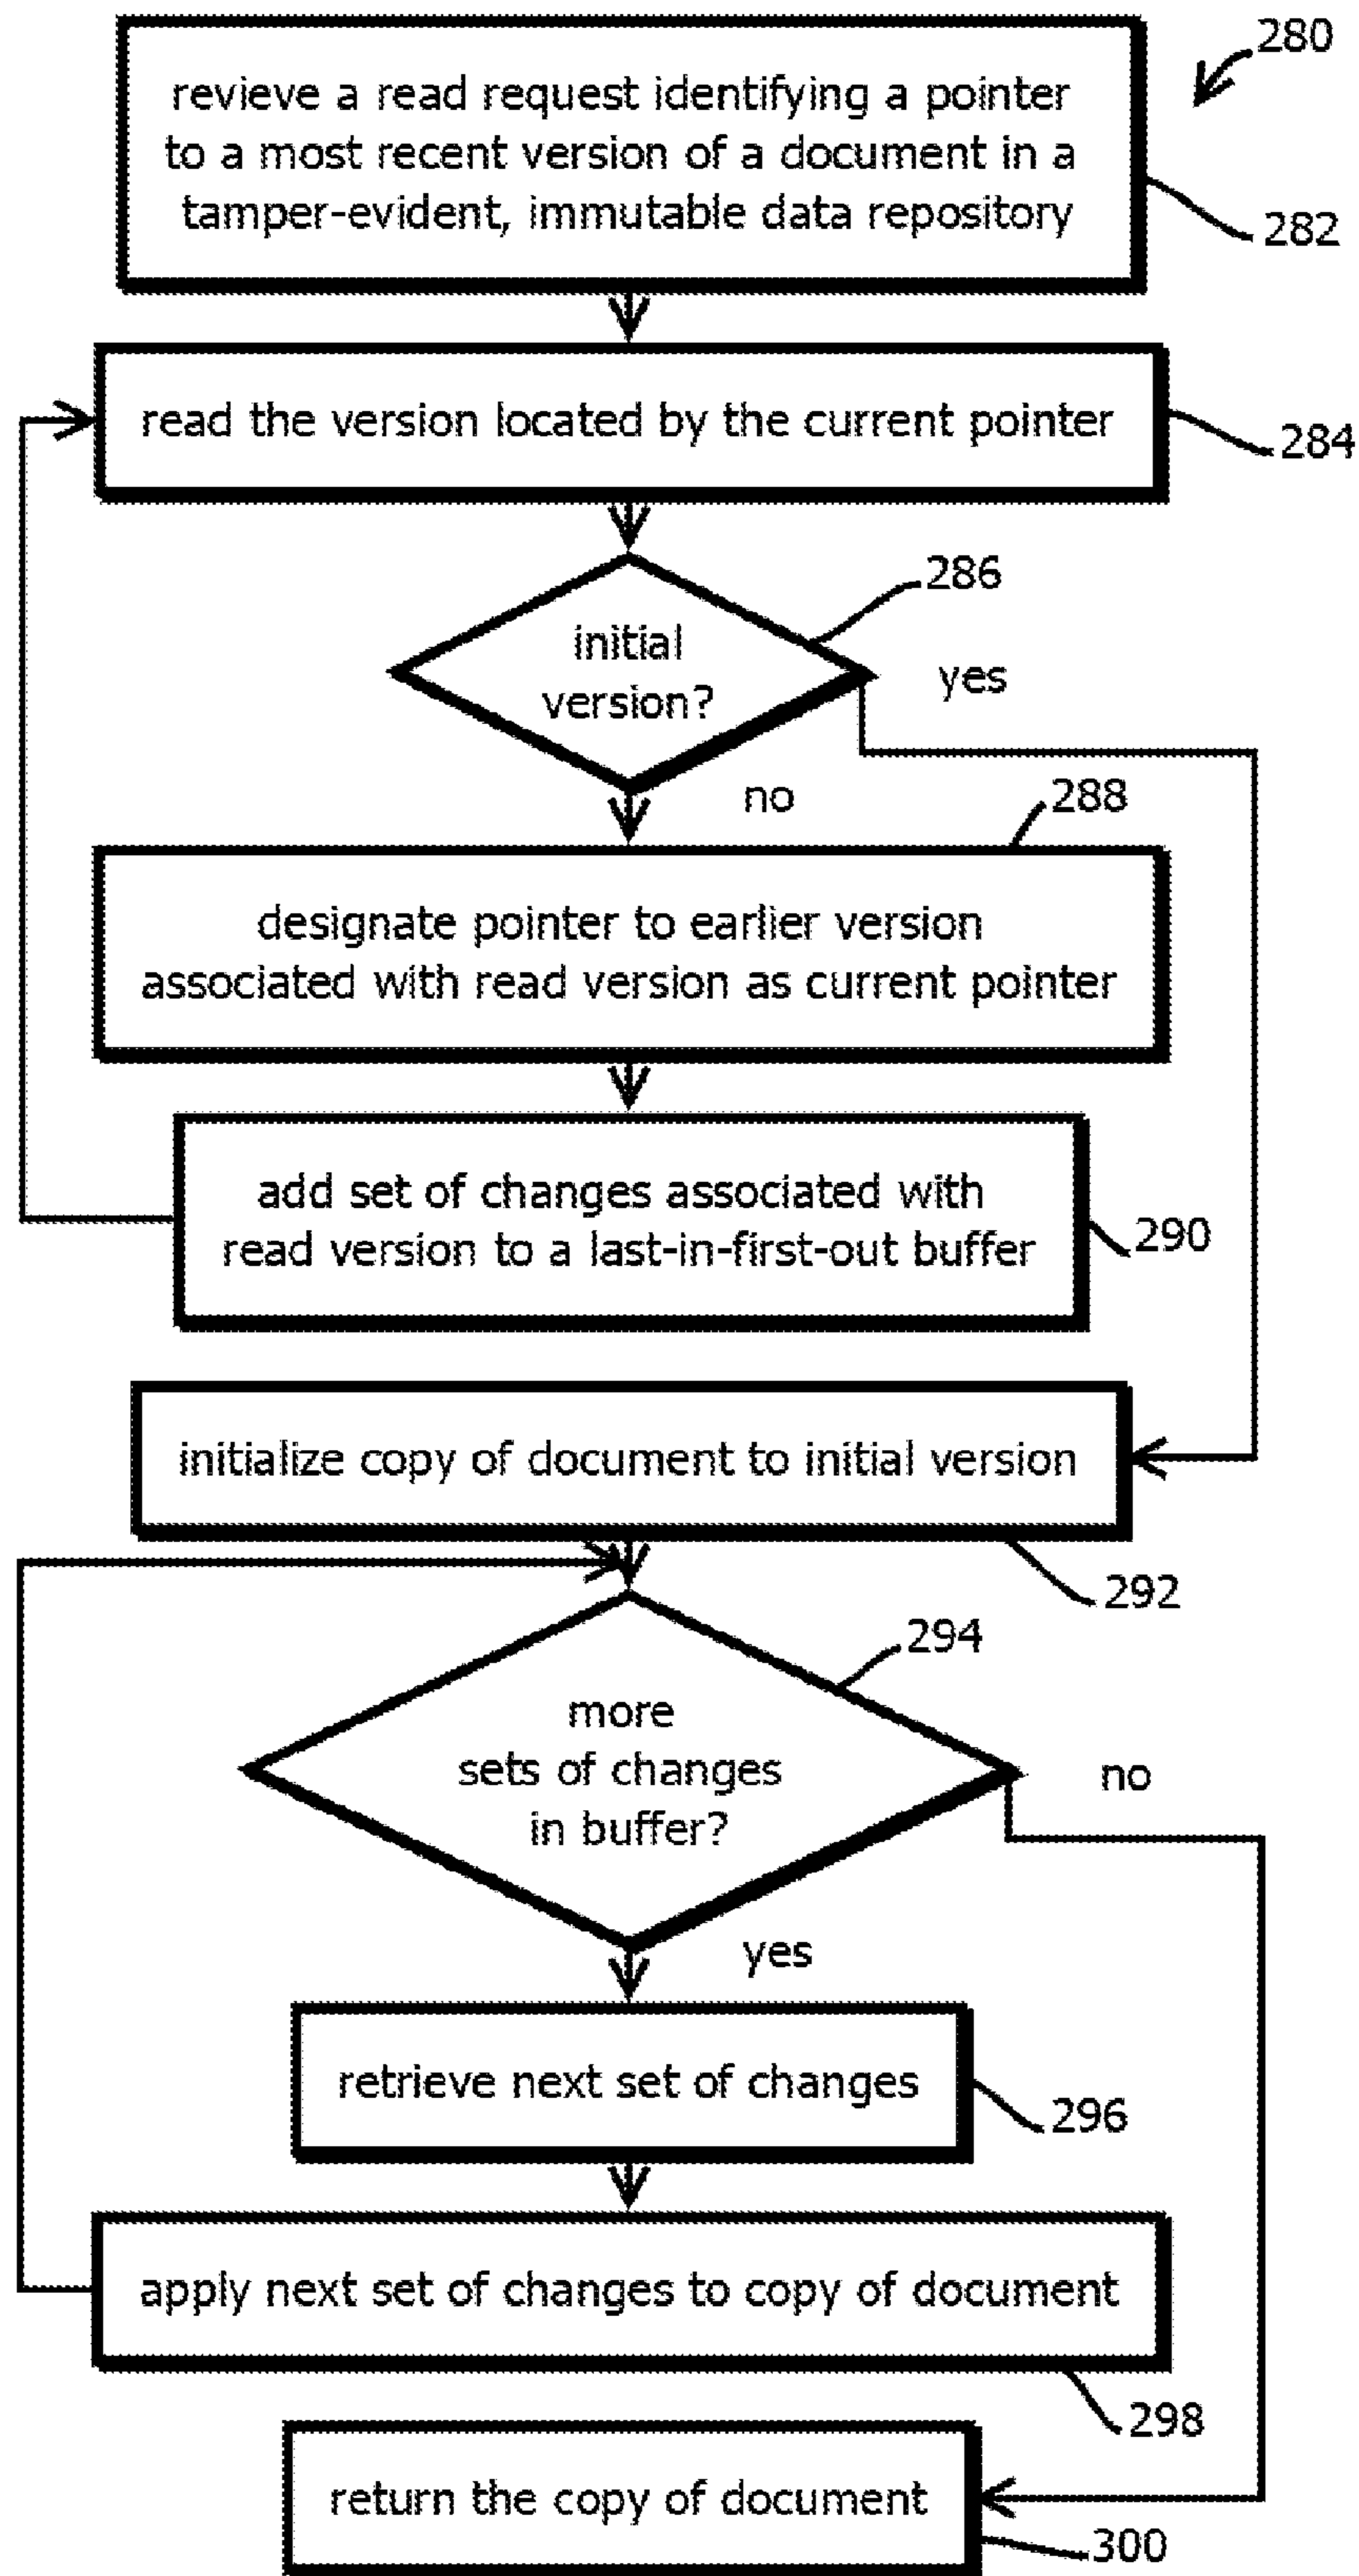 280
revieve a read request identifying a pointer
to a most recent version of a document in a
tamper-evident, immutable data repository
282
read the version located by the current pointer
284
286
initial
version?
yes
no
288
designate pointer to earlier version
associated with read version as current pointer
add set of changes associated with
read version to a last-in-first-out buffer
290
initialize copy of document to initial version
292
294
more
sets of changes
in buffer?
no
yes
retrieve next set of changes
296
apply next set of changes to copy of document
298
return the copy of document
300